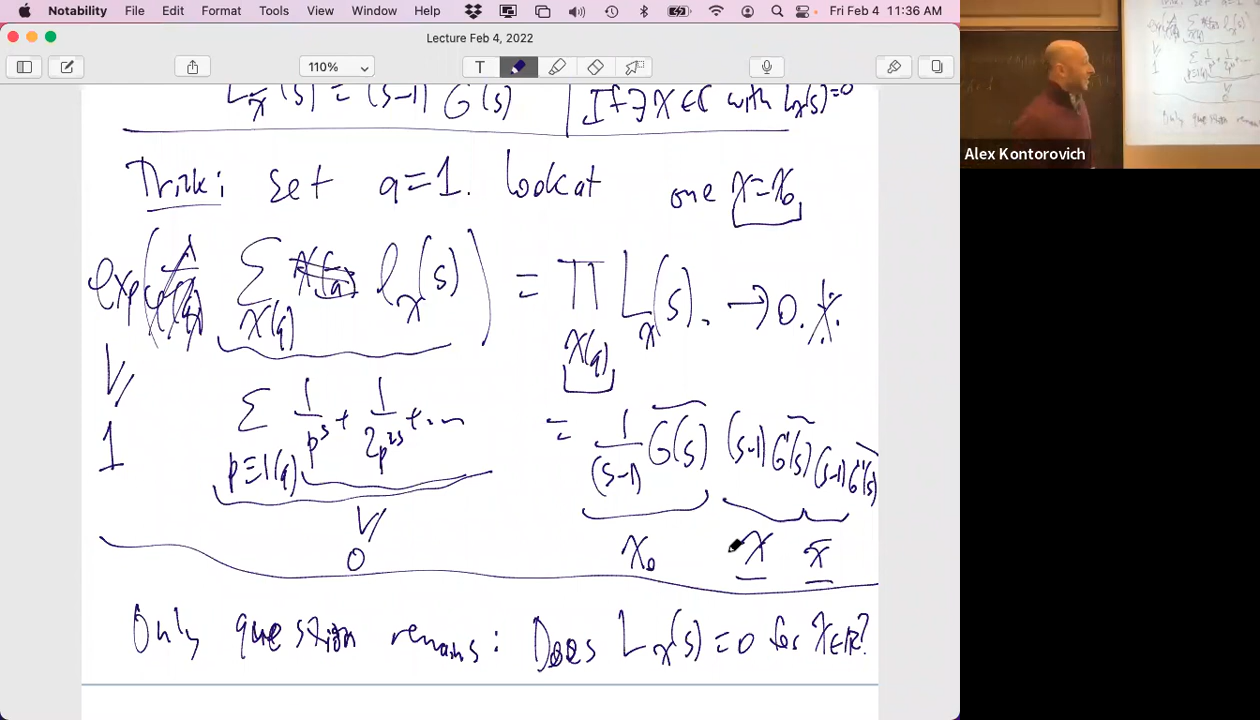 Notability File Edit Format Tools View Window Help Fri Feb 4 11:36 AM
Lecture Feb 4, 2022
110%
T
L_χ̄(s) = (s-1) G(s) | If ∃ χ∈ℂ with L_χ(s)=0
Trick: Set a=1. look at one χ=χ₀
exp( Σ_χ(q) l_χ(s) ) = Π_χ(q) L_χ(s). → 0.
V/ 1
Σ_{p≡1(q)} 1/p^s + 1/2p^{2s} + ... = 1/(s-1) G(s) (s-1) G(s) (s-1) G(s)
V/ 0 χ₀ χ χ̄
Only question remains: Does L_χ(s)=0 for χ∈ℝ?
Alex Kontorovich